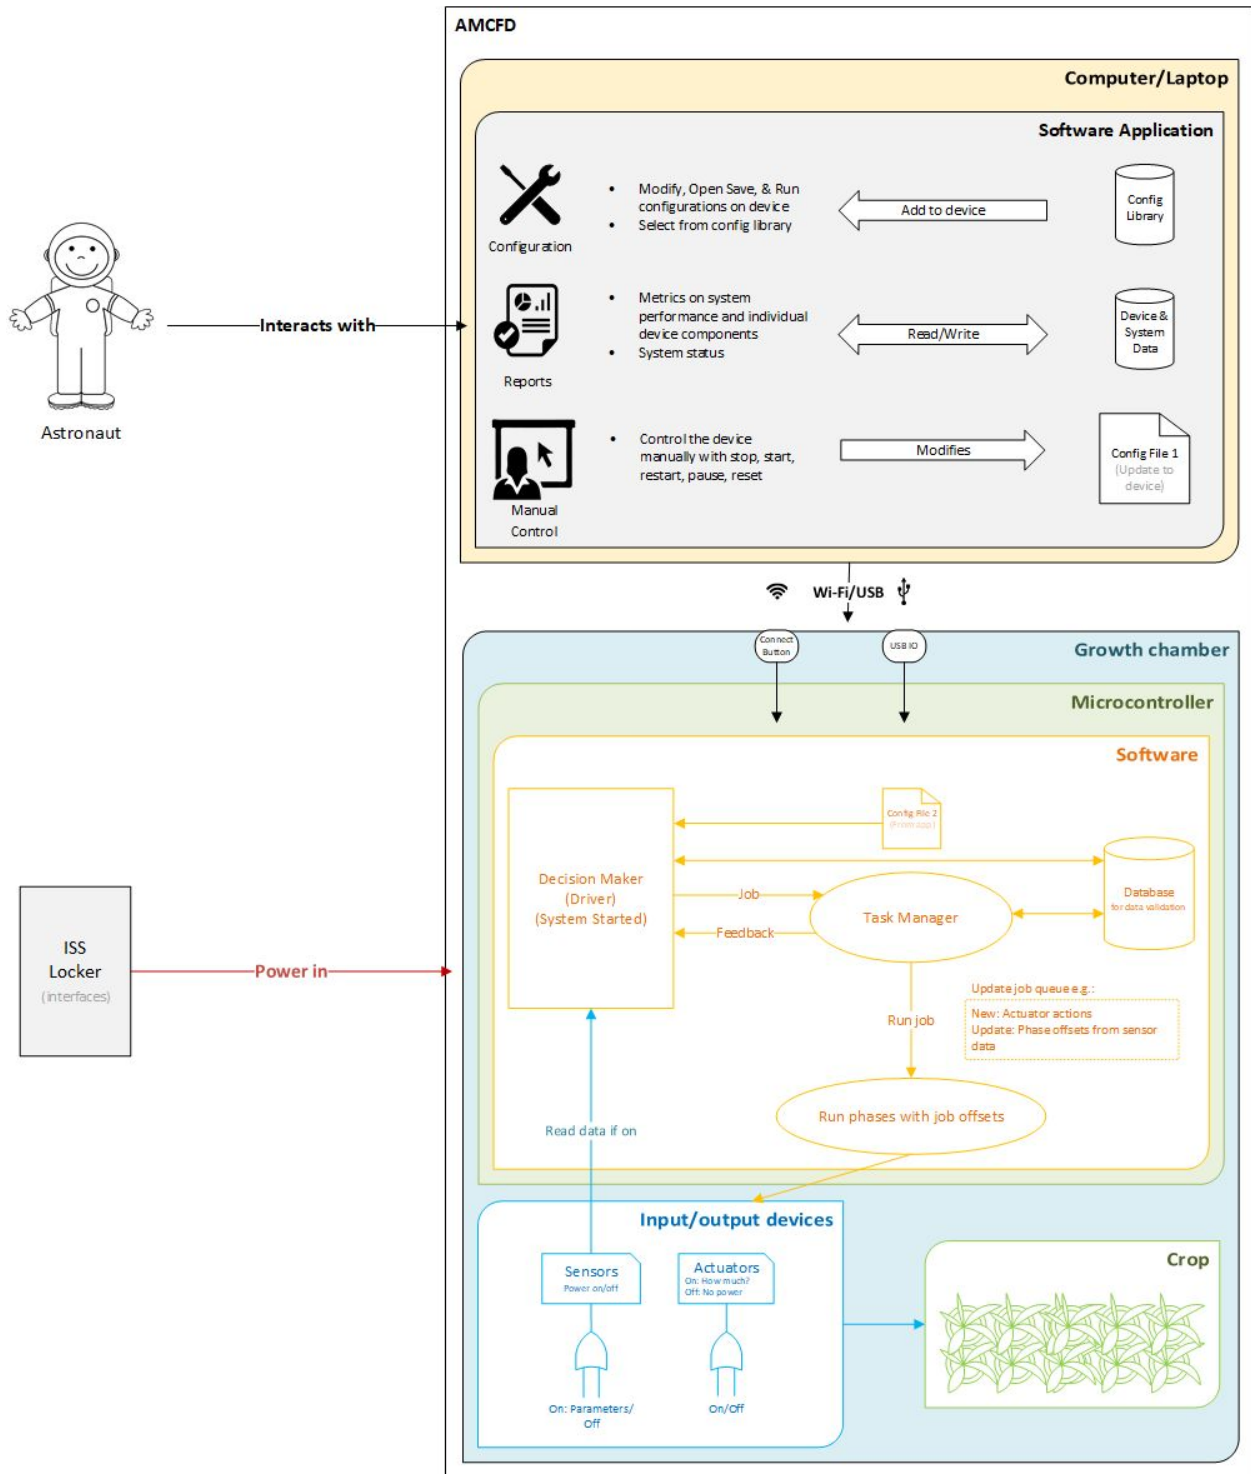 AMCFD
Computer/Laptop
Software Application
Configuration
• Modify, Open Save, & Run
configurations on device
• Select from config library
Add to device
Config
Library
Reports
• Metrics on system
performance and individual
device components
• System status
Read/Write
Device &
System
Data
Manual
Control
• Control the device
manually with stop, start,
restart, pause, reset
Modifies
Config File 1
(Update to
device)
Astronaut
Interacts with
Wi-Fi/USB
Connect
Button
USB IO
Growth chamber
Microcontroller
Software
Config File 2
(From App)
Decision Maker
(Driver)
(System Started)
Job
Feedback
Task Manager
Database
for data validation
ISS
Locker
(interfaces)
Power in
Run job
Update job queue e.g.:
New: Actuator actions
Update: Phase offsets from sensor
data
Run phases with job offsets
Read data if on
Input/output devices
Sensors
Power on/off
Actuators
On: How much?
Off: No power
On: Parameters/
Off
On/Off
Crop